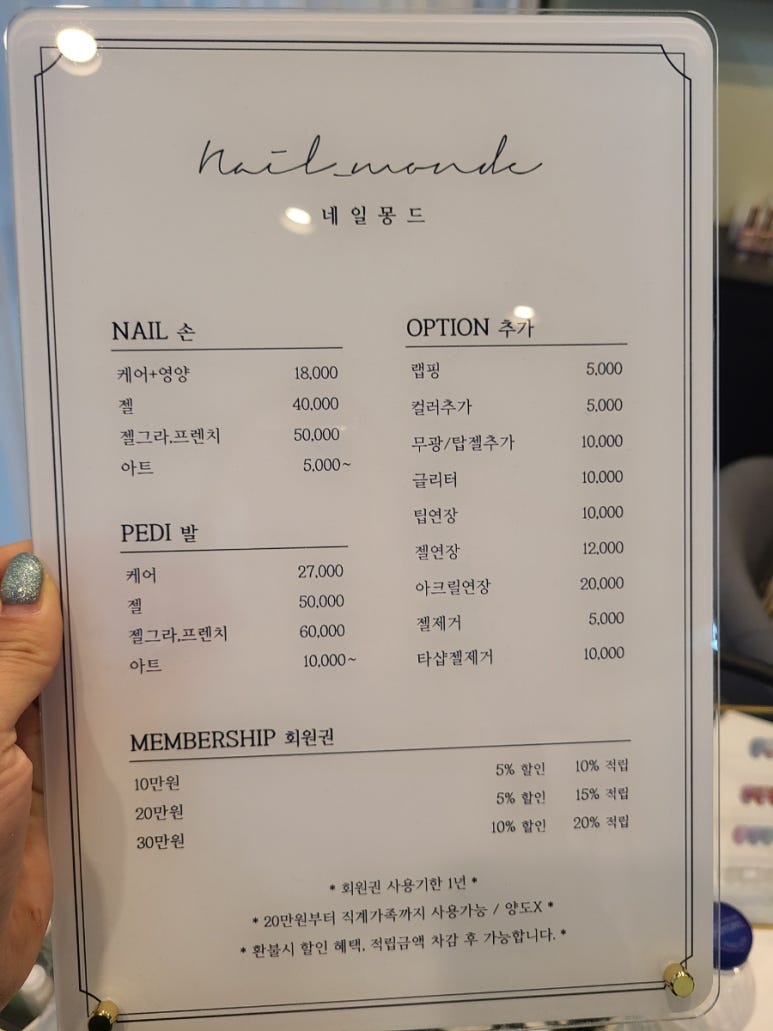 nail_monde
네일몽드
NAIL 손
케어+영양 18,000
젤 40,000
젤그라.프렌치 50,000
아트 5,000~
PEDI 발
케어 27,000
젤 50,000
젤그라.프렌치 60,000
아트 10,000~
OPTION 추가
랩핑 5,000
컬러추가 5,000
무광/탑젤추가 10,000
글리터 10,000
팁연장 10,000
젤연장 12,000
아크릴연장 20,000
젤제거 5,000
타샵젤제거 10,000
MEMBERSHIP 회원권
10만원 5% 할인 10% 적립
20만원 5% 할인 15% 적립
30만원 10% 할인 20% 적립
* 회원권 사용기한 1년 *
* 20만원부터 직계가족까지 사용가능 / 양도X *
* 환불시 할인 혜택, 적립금액 차감 후 가능합니다. *